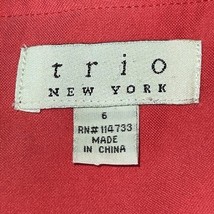 trio
NEW YORK
6
RN# 114733
MADE
IN CHINA